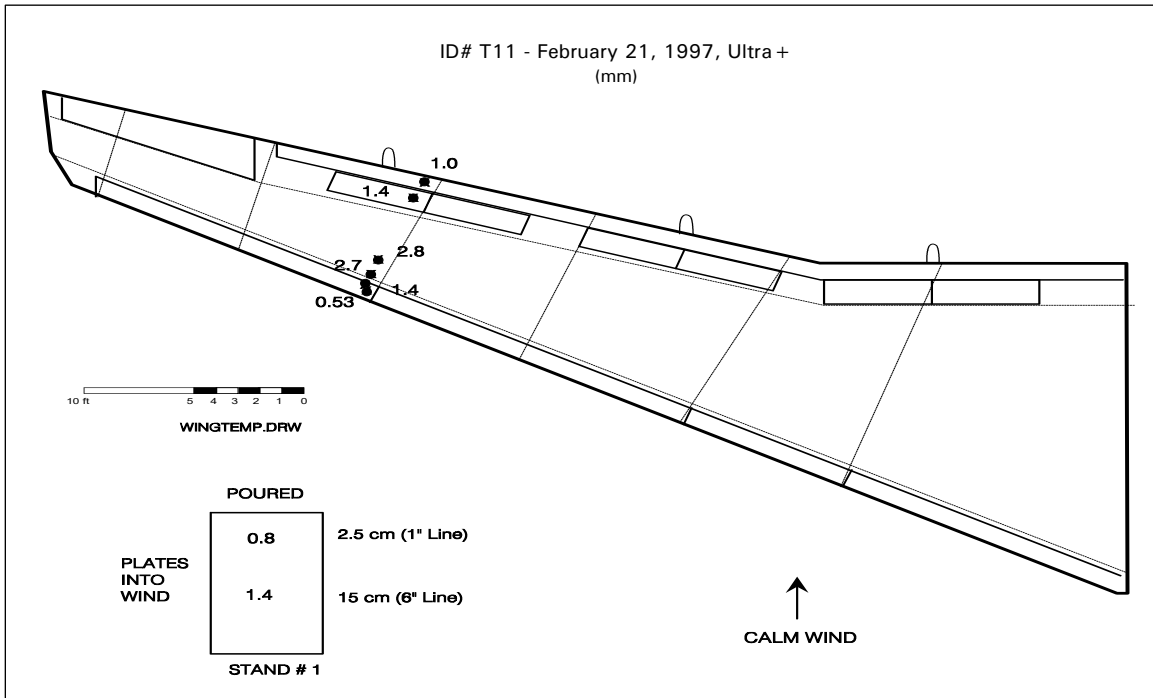 ID# T11 - February 21, 1997, Ultra+
(mm)
1.0
1.4
2.8
2.7
1.4
0.53
10 ft 5 4 3 2 1 0
WINGTEMP.DRW
POURED
0.8 2.5 cm (1" Line)
PLATES
INTO
WIND
1.4 15 cm (6" Line)
STAND # 1
CALM WIND